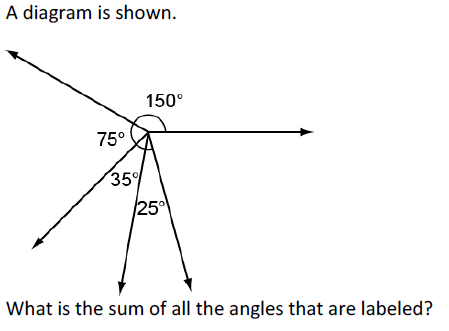 A diagram is shown.
150°
75°
35°
25°
What is the sum of all the angles that are labeled?